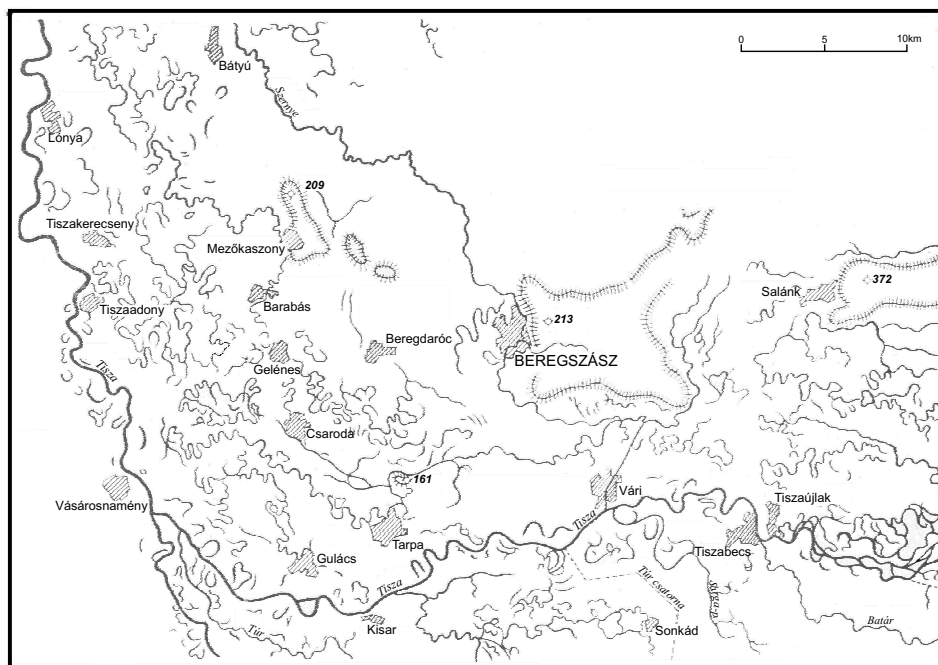 0 5 10km
Bátyú
Szernye
Lónya
209
Tiszakerecseny
Mezőkaszony
372
Salánk
Tiszaadony
Barabás
213
Beregdaróc
BEREGSZÁSZ
Gelénes
Tisza
Csaroda
161
Vári
Vásárosnamény
Tiszaújlak
Tisza
Tarpa
Tiszabecs
Gulács
Tisza
Túr csatorna
Batár
Kisar
Sonkád
Túr